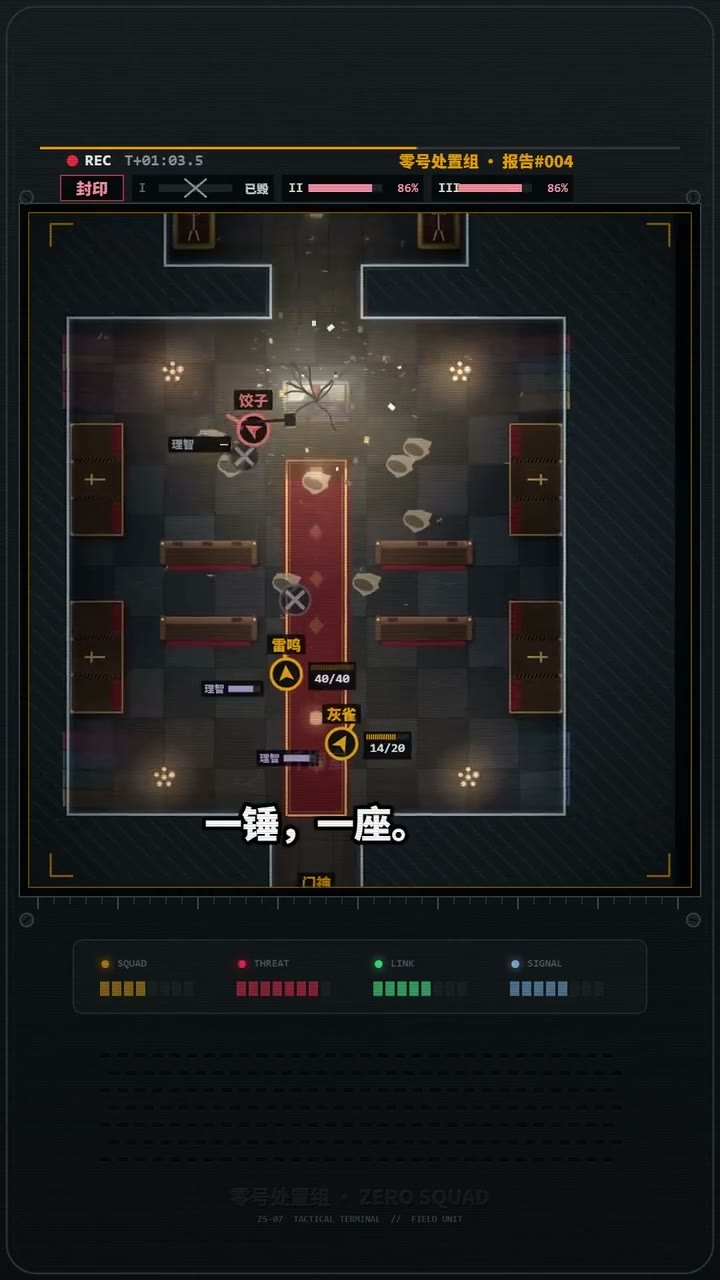 REC T+01:03.5 零号处置组 · 报告#004
封印 I 已毁 II 86% III 86%
饺子
理智
雷鸣
40/40
理智
灰雀
14/20
理智
一锤，一座。
门神
SQUAD THREAT LINK SIGNAL
零号处置组 · ZERO SQUAD
ZS-07 TACTICAL TERMINAL // FIELD UNIT